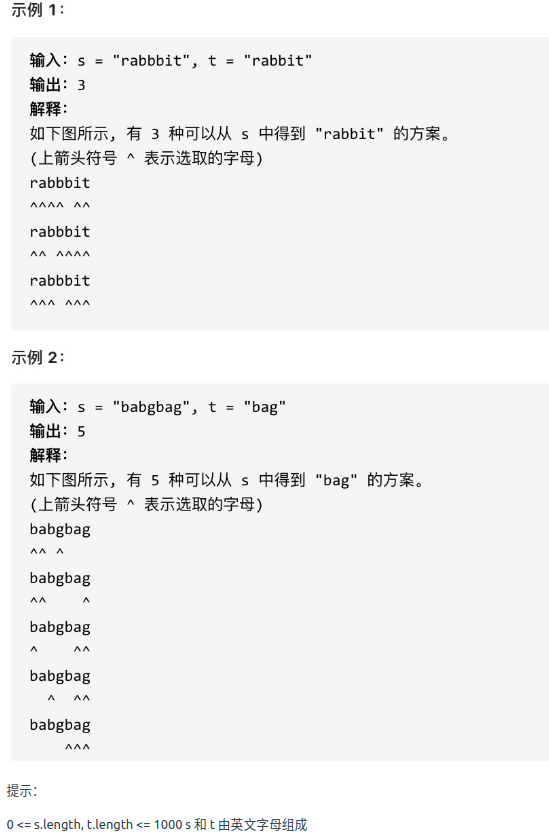 示例 1：
输入：s = "rabbbit", t = "rabbit"
输出：3
解释：
如下图所示, 有 3 种可以从 s 中得到 "rabbit" 的方案。
(上箭头符号 ^ 表示选取的字母)
rabbbit
^^^^ ^^
rabbbit
^^ ^^^^
rabbbit
^^^ ^^^
示例 2：
输入：s = "babgbag", t = "bag"
输出：5
解释：
如下图所示, 有 5 种可以从 s 中得到 "bag" 的方案。
(上箭头符号 ^ 表示选取的字母)
babgbag
^^ ^
babgbag
^^    ^
babgbag
^    ^^
babgbag
  ^  ^^
babgbag
    ^^^
提示：
0 <= s.length, t.length <= 1000 s 和 t 由英文字母组成